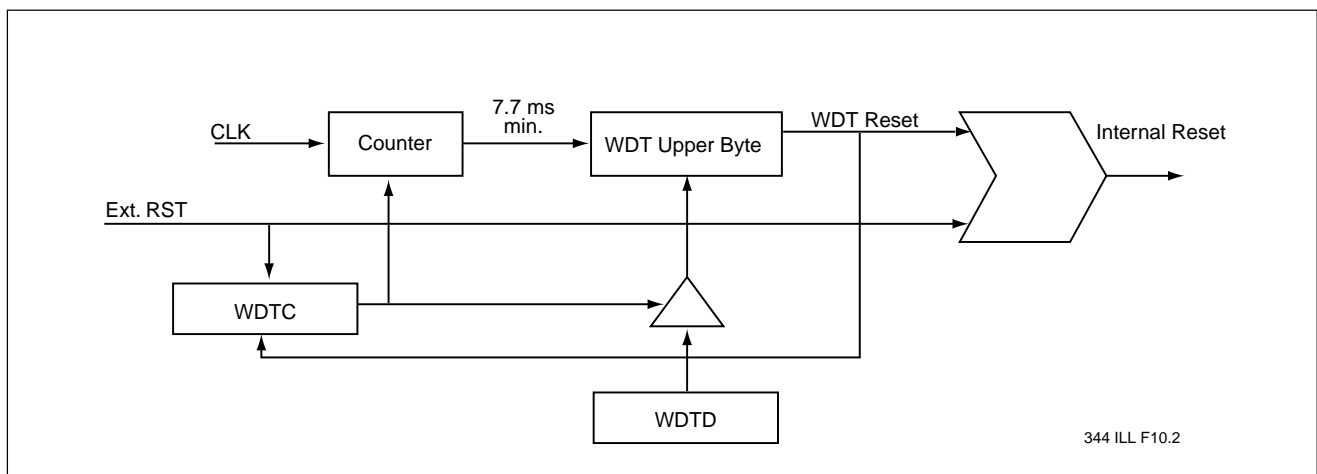 7.7 ms
min.
CLK
Counter
WDT Upper Byte
WDT Reset
Internal Reset
Ext. RST
WDTC
WDTD
344 ILL F10.2